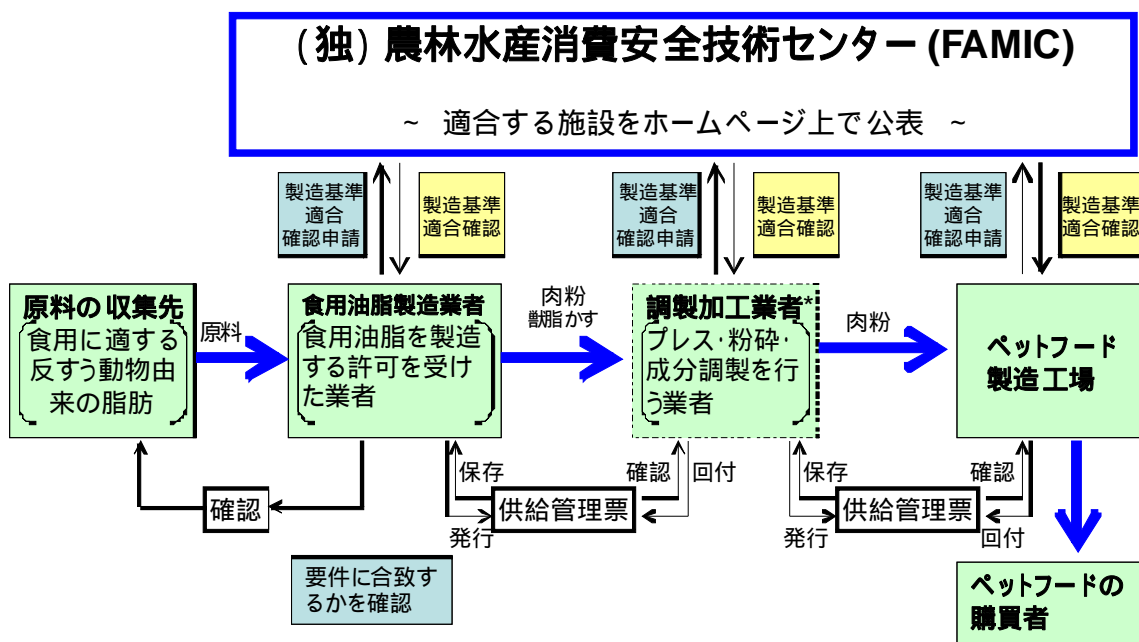 (独) 農林水産消費安全技術センター (FAMIC)
~ 適合する施設をホームページ上で公表 ~
製造基準
適合
確認申請
製造基準
適合確認
製造基準
適合
確認申請
製造基準
適合確認
製造基準
適合
確認申請
製造基準
適合確認
原料の収集先
食用に適する
反すう動物由
来の脂肪
原料
食用油脂製造業者
食用油脂を製造
する許可を受け
た業者
肉粉
獣脂かす
調製加工業者*
プレス・粉砕・
成分調製を行
う業者
肉粉
ペットフード
製造工場
確認
保存
発行
供給管理票
確認
回付
保存
発行
供給管理票
確認
回付
要件に合致す
るかを確認
ペットフードの
購買者